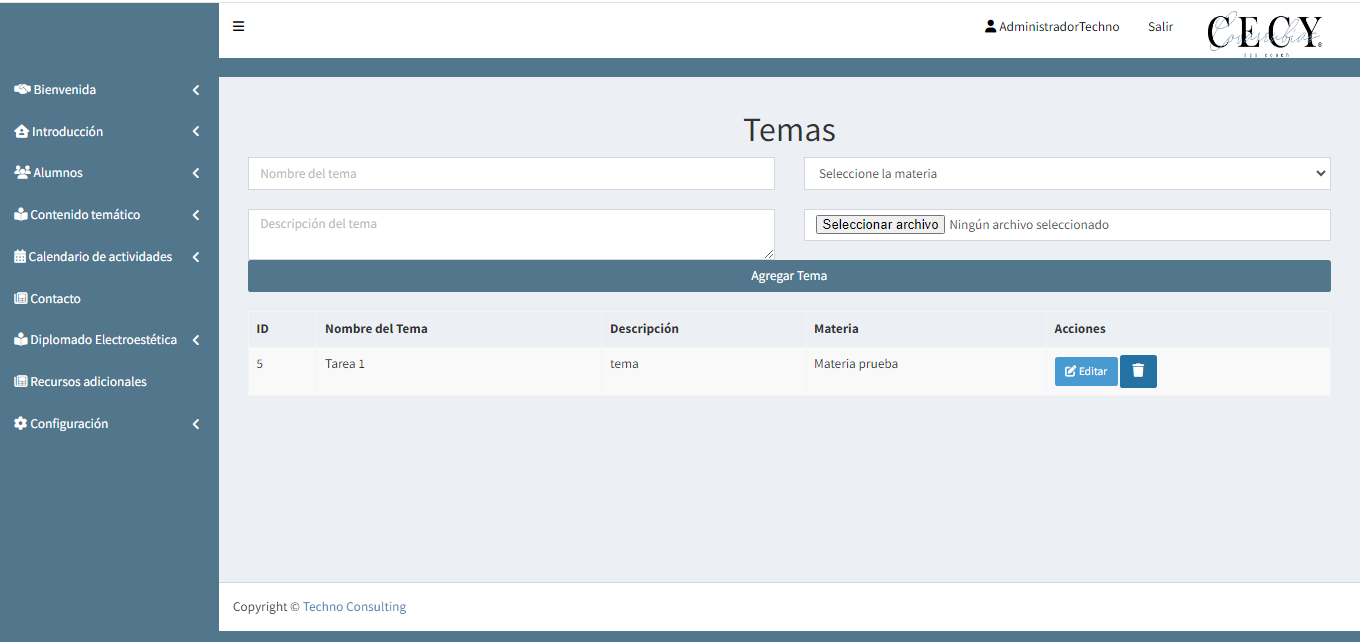 AdministradorTechno Salir CECY
Bienvenida
Introducción
Alumnos
Contenido temático
Calendario de actividades
Contacto
Diplomado Electroestética
Recursos adicionales
Configuración
Temas
Nombre del tema Seleccione la materia
Descripción del tema Seleccionar archivo Ningún archivo seleccionado
Agregar Tema
ID Nombre del Tema Descripción Materia Acciones
5 Tarea 1 tema Materia prueba Editar
Copyright © Techno Consulting